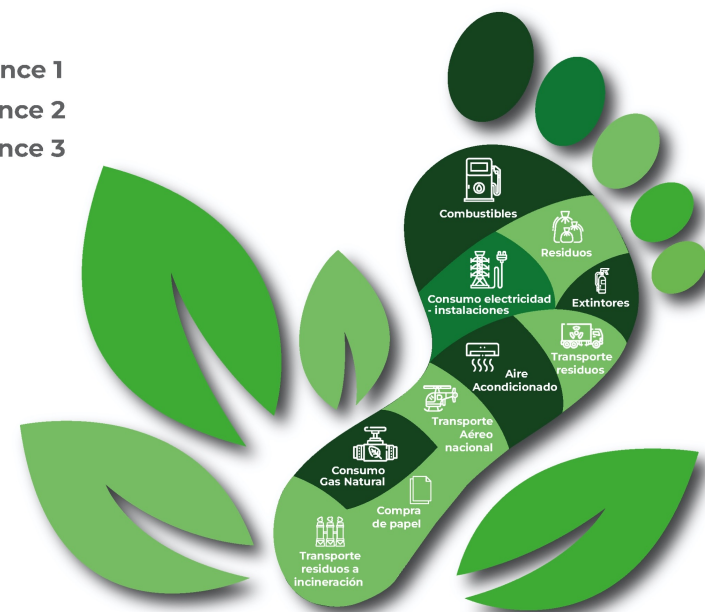 nce 1
nce 2
nce 3
Combustibles
Residuos
Consumo electricidad
- instalaciones
Extintores
Transporte
residuos
Aire
Acondicionado
Transporte
Aéreo
nacional
Consumo
Gas Natural
Compra
de papel
Transporte
residuos a
incineración